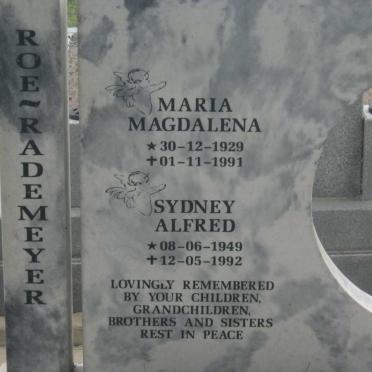 ROE~RADEMEYER
MARIA
MAGDALENA
★ 30-12-1929
✝ 01-11-1991
SYDNEY
ALFRED
★ 08-06-1949
✝ 12-05-1992
LOVINGLY REMEMBERED
BY YOUR CHILDREN,
GRANDCHILDREN,
BROTHERS AND SISTERS
REST IN PEACE